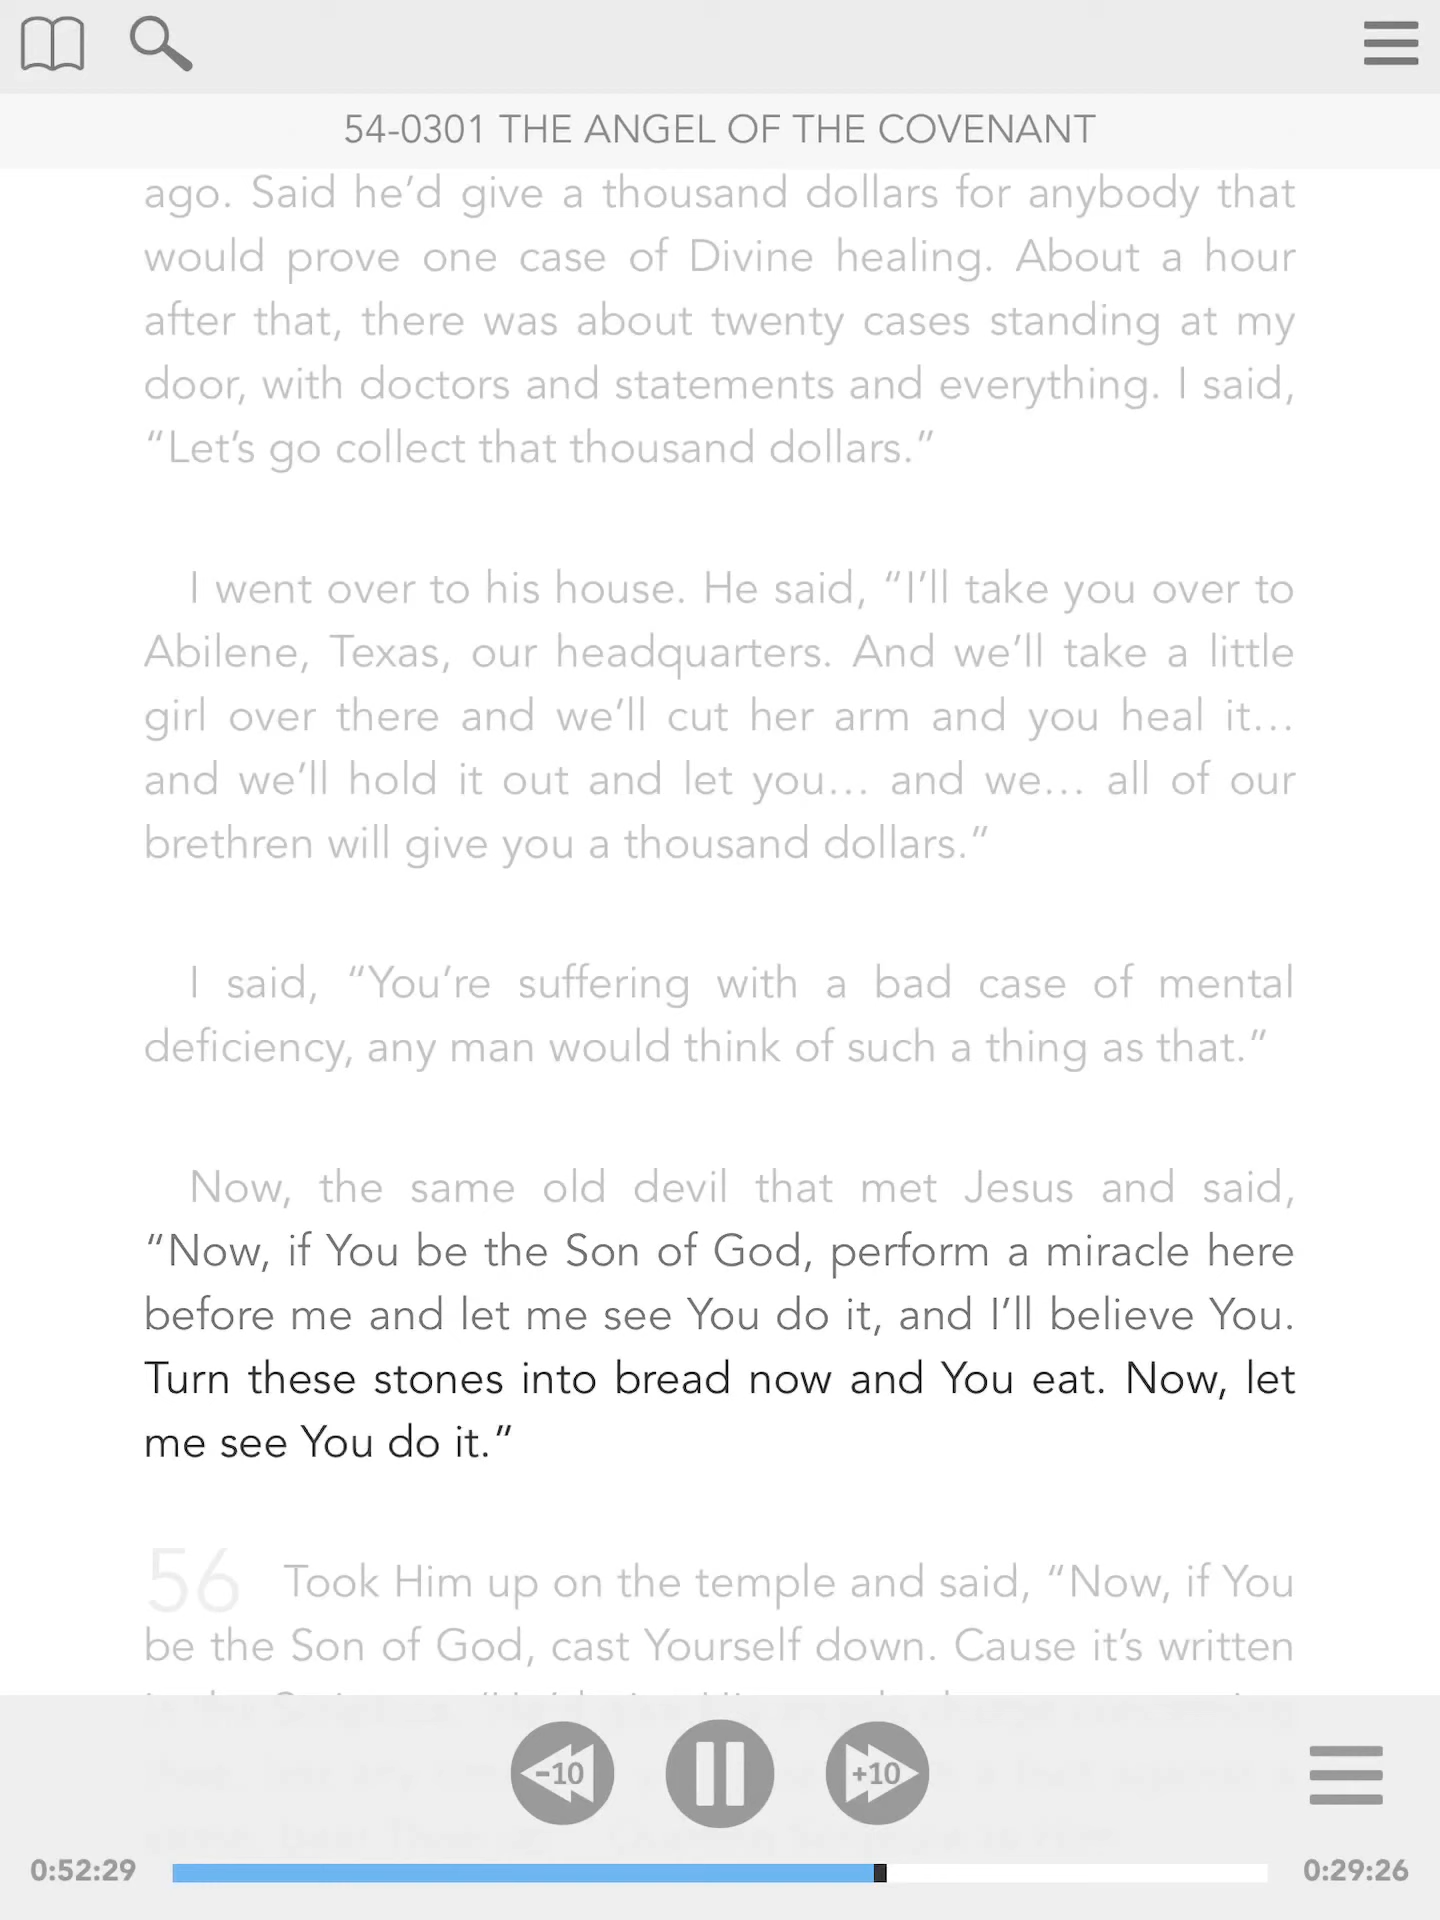 54-0301 THE ANGEL OF THE COVENANT
ago. Said he’d give a thousand dollars for anybody that
would prove one case of Divine healing. About a hour
after that, there was about twenty cases standing at my
door, with doctors and statements and everything. I said,
“Let’s go collect that thousand dollars.”
I went over to his house. He said, “I’ll take you over to
Abilene, Texas, our headquarters. And we’ll take a little
girl over there and we’ll cut her arm and you heal it…
and we’ll hold it out and let you… and we… all of our
brethren will give you a thousand dollars.”
I said, “You’re suffering with a bad case of mental
deficiency, any man would think of such a thing as that.”
Now, the same old devil that met Jesus and said,
“Now, if You be the Son of God, perform a miracle here
before me and let me see You do it, and I’ll believe You.
Turn these stones into bread now and You eat. Now, let
me see You do it.”
56 Took Him up on the temple and said, “Now, if You
be the Son of God, cast Yourself down. Cause it’s written
-10 +10
0:52:29 0:29:26